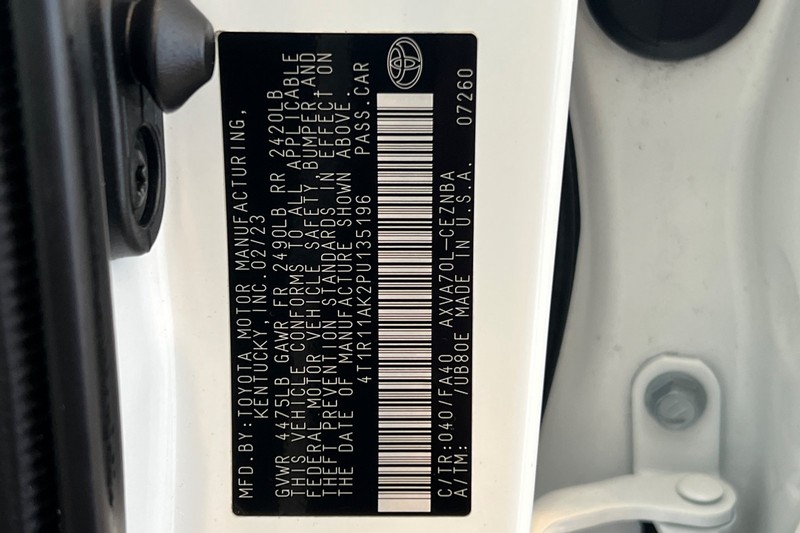 MFD.BY:TOYOTA MOTOR MANUFACTURING,
KENTUCKY, INC. 02/23
GVWR 4475LB GAWR FR 2490LB RR 2420LB
THIS VEHICLE CONFORMS TO ALL APPLICABLE
FEDERAL MOTOR VEHICLE SAFETY, BUMPER, AND
THEFT PREVENTION STANDARDS IN EFFECT ON
THE DATE OF MANUFACTURE SHOWN ABOVE.
4T1R11AK2PU135196 PASS.CAR
C/TR:040/FA40 AXVA70L-CEZNBA 07260
A/TM: /UB80E MADE IN U.S.A.